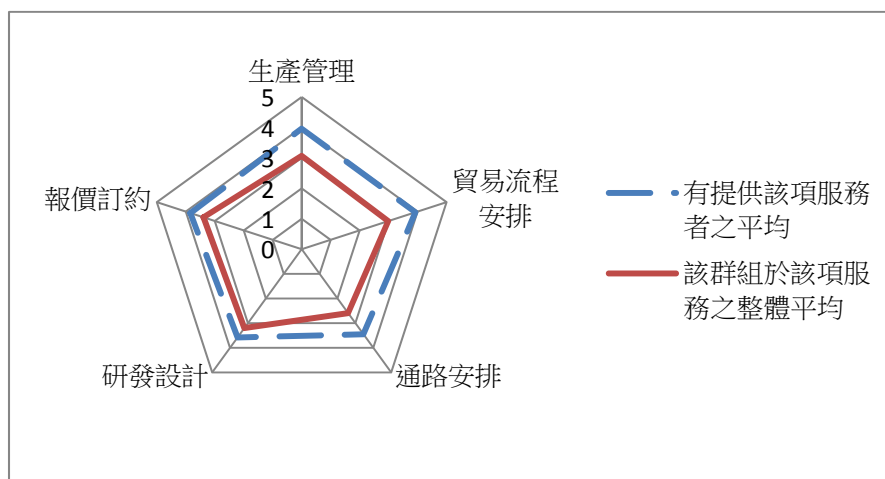 生產管理
5
4
3
2
1
0
貿易流程
安排
通路安排
研發設計
報價訂約
有提供該項服務
者之平均
該群組於該項服
務之整體平均